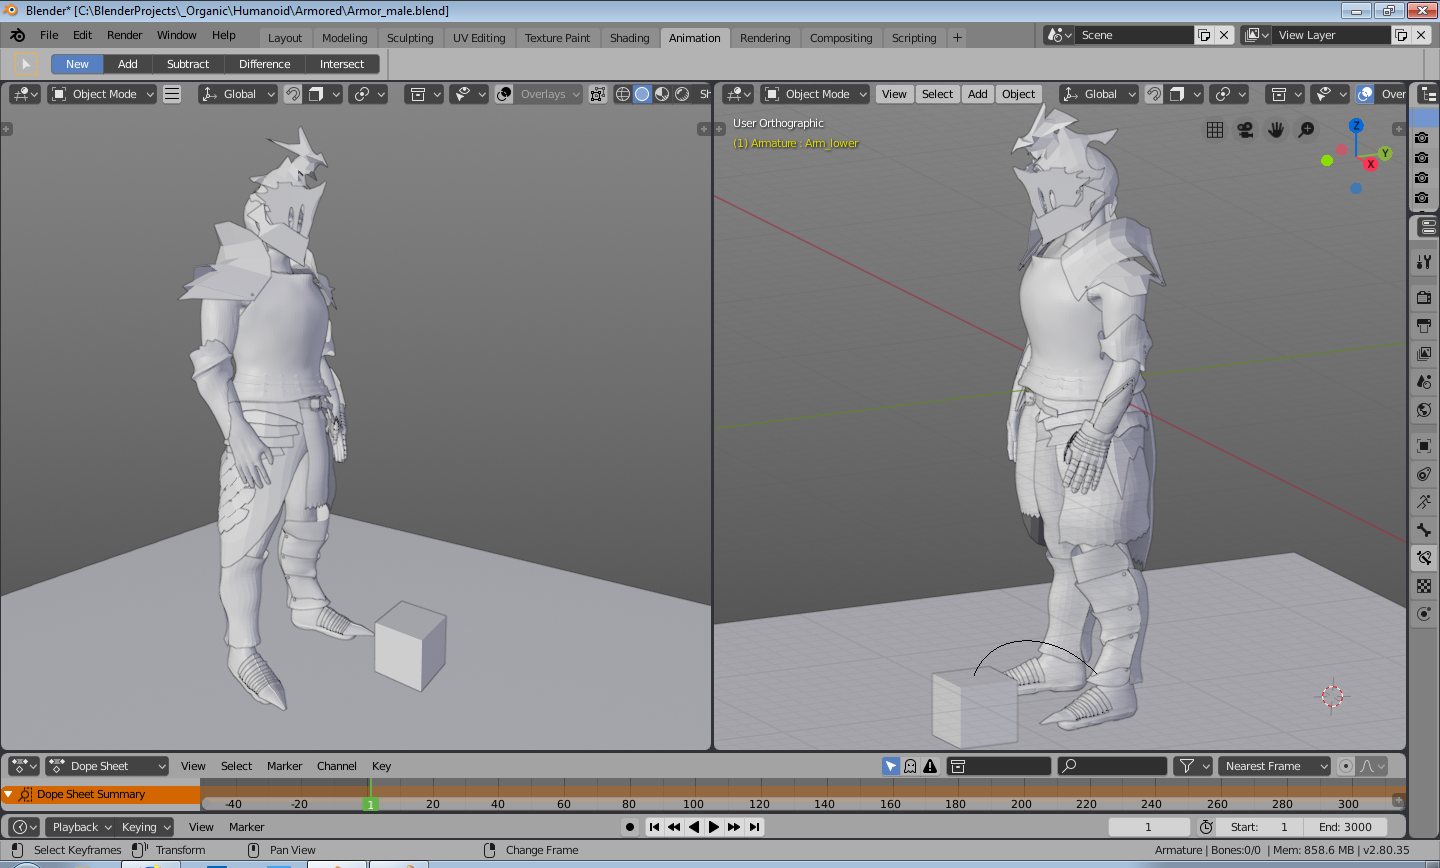 Blender* [C:\BlenderProjects\_Organic\Humanoid\Armored\Armor_male.blend]
File Edit Render Window Help Layout Modeling Sculpting UV Editing Texture Paint Shading Animation Rendering Compositing Scripting + Scene View Layer
New Add Subtract Difference Intersect
Object Mode Global Overlays Sh Object Mode View Select Add Object Global Over
User Orthographic
(1) Armature : Arm_lower
Z
Y
X
Dope Sheet View Select Marker Channel Key Nearest Frame
Dope Sheet Summary
-40 -20 1 20 40 60 80 100 120 140 160 180 200 220 240 260 280 300
Playback Keying View Marker 1 Start: 1 End: 3000
Select Keyframes Transform Pan View Change Frame Armature | Bones:0/0 | Mem: 858.6 MB | v2.80.35